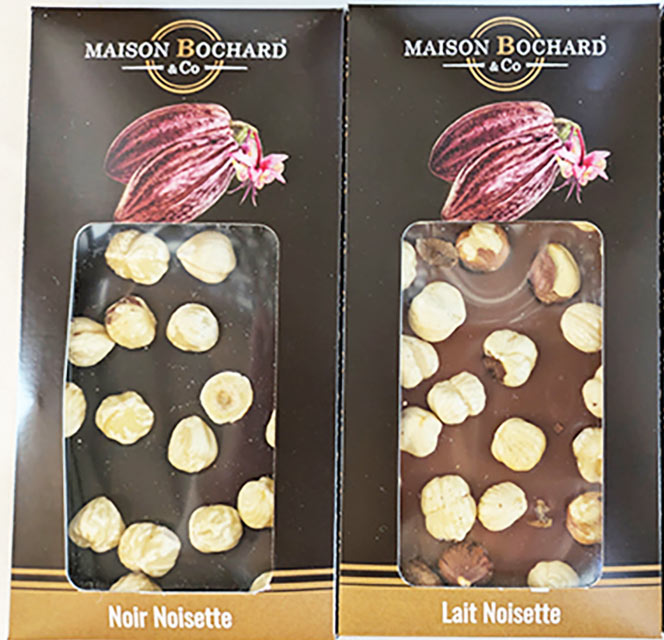 MAISON BOCHARD
& Co
Noir Noisette
MAISON BOCHARD
& Co
Lait Noisette